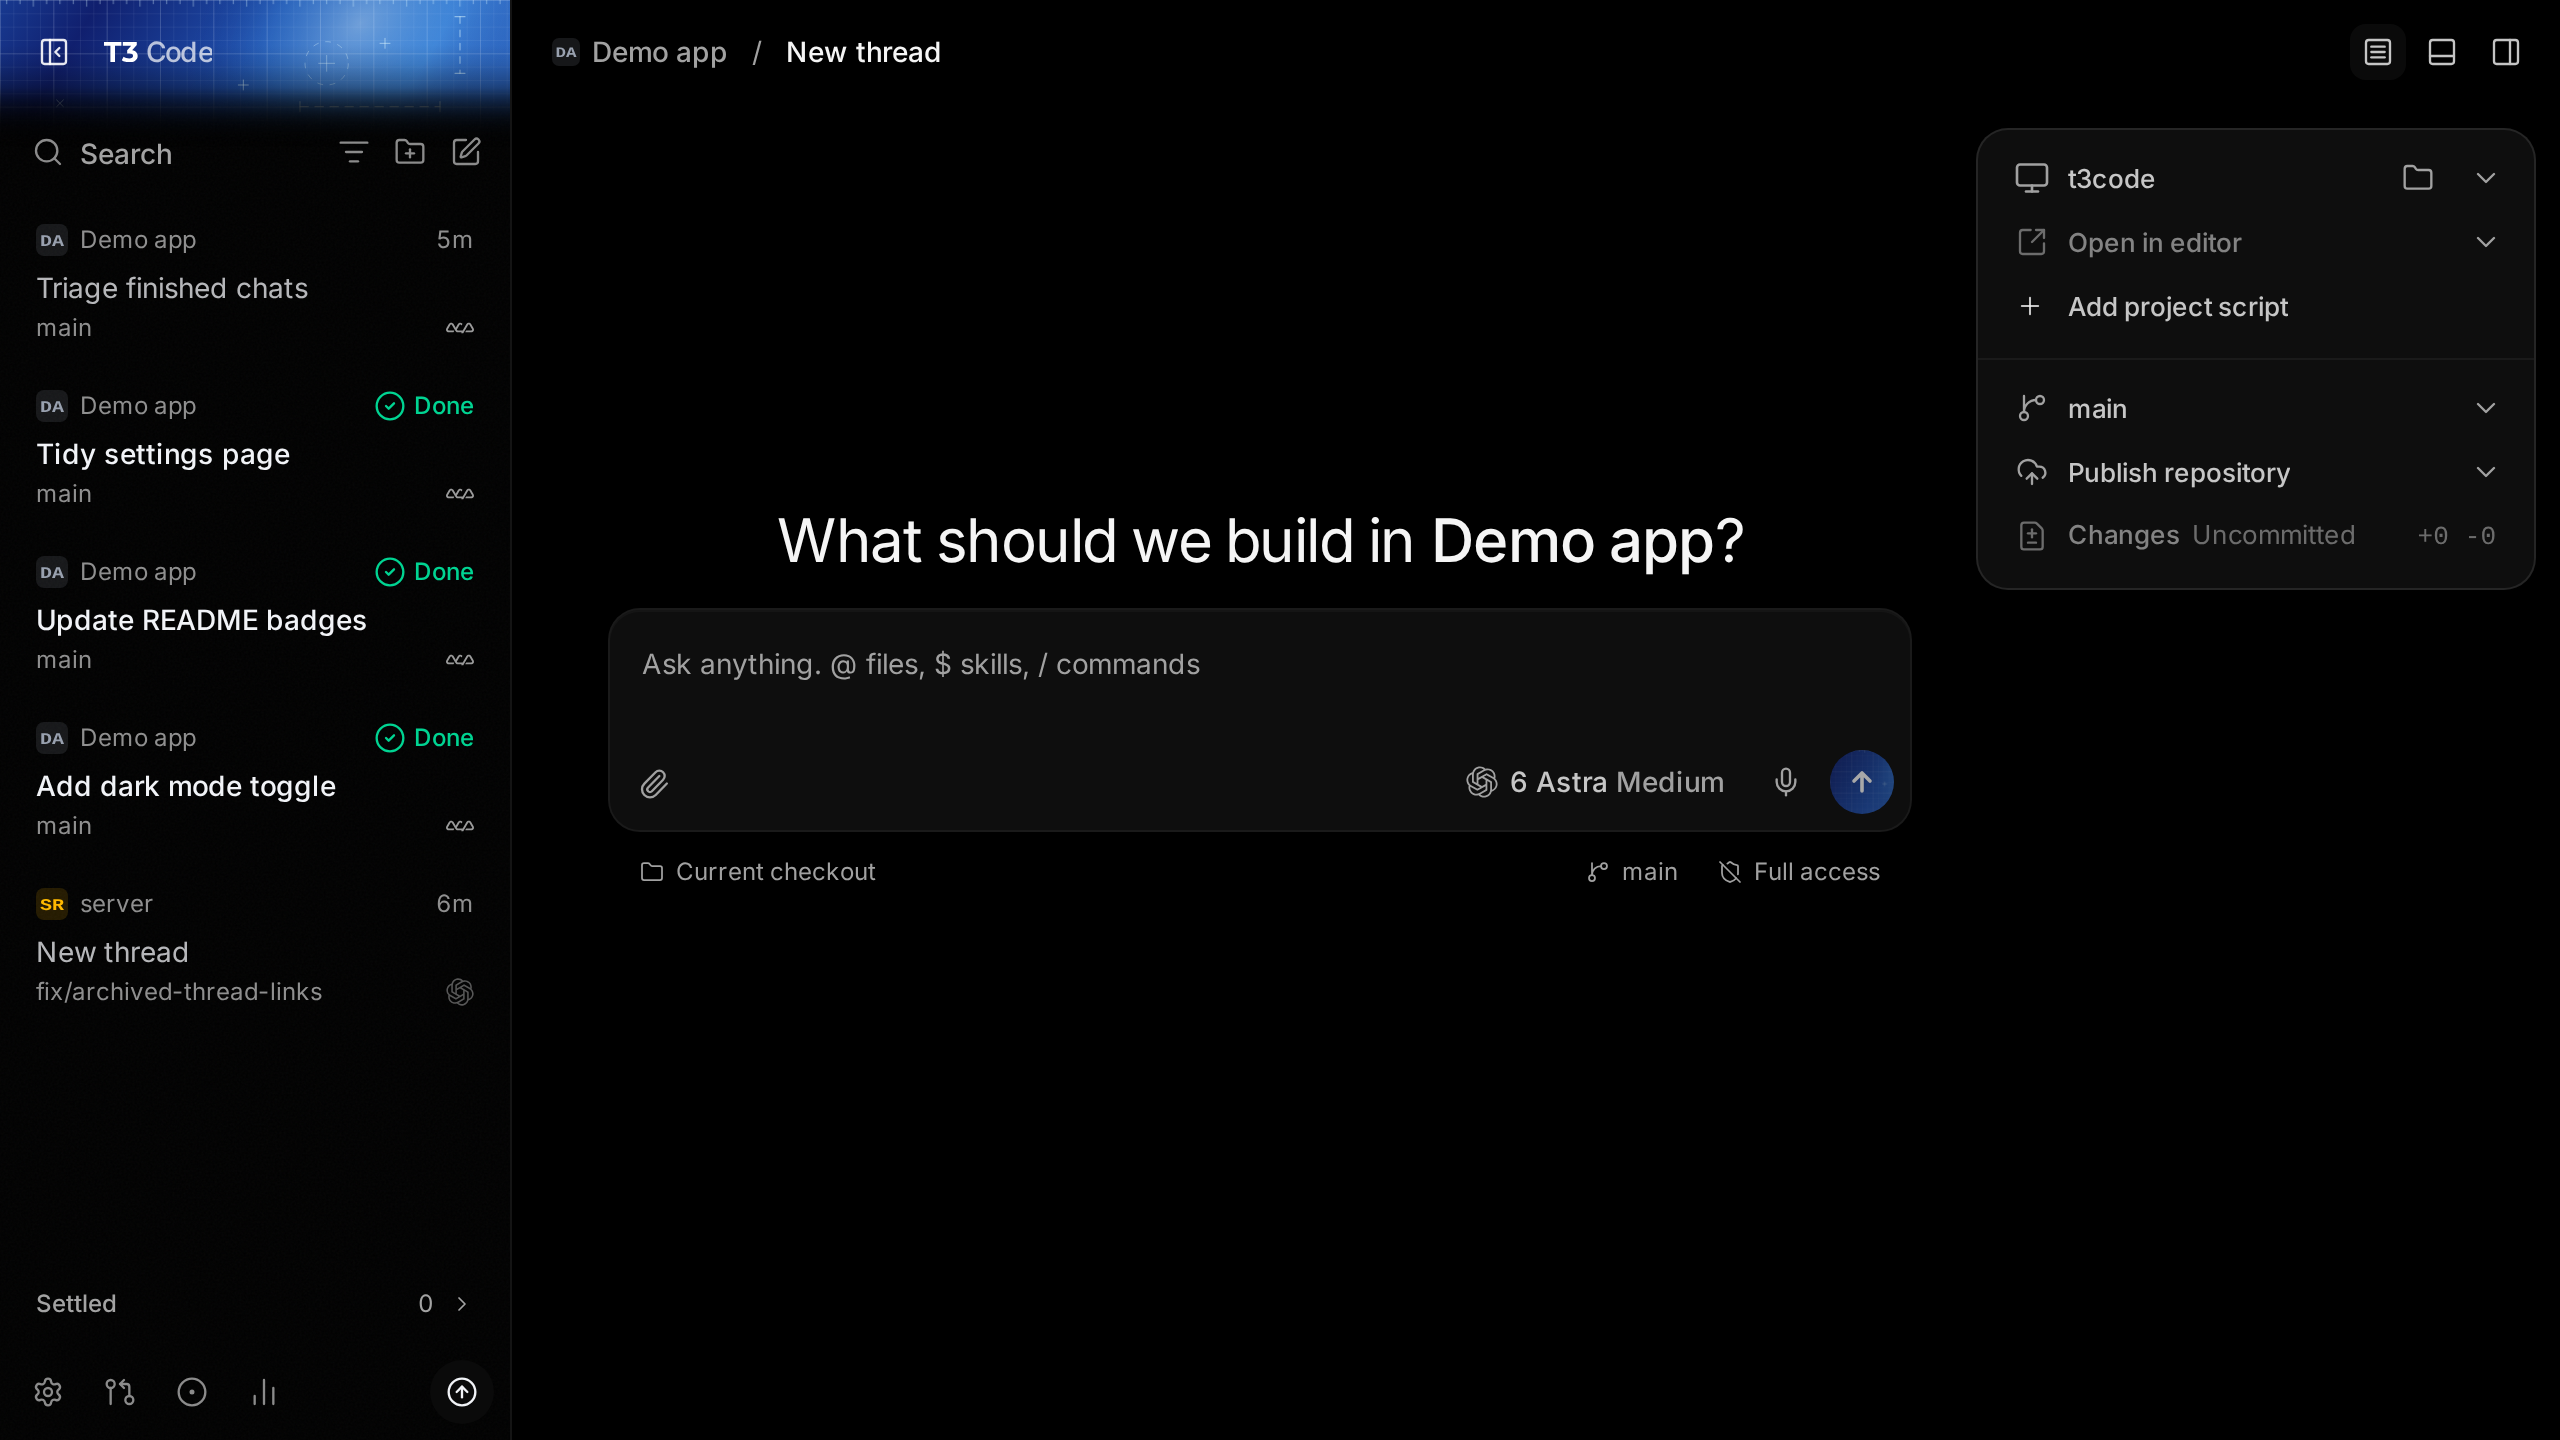 T3 Code
Search
DA Demo app 5m
Triage finished chats
main
DA Demo app Done
Tidy settings page
main
DA Demo app Done
Update README badges
main
DA Demo app Done
Add dark mode toggle
main
SR server 6m
New thread
fix/archived-thread-links
Settled 0
DA Demo app / New thread
What should we build in Demo app?
Ask anything. @ files, $ skills, / commands
6 Astra Medium
Current checkout main Full access
t3code
Open in editor
Add project script
main
Publish repository
Changes Uncommitted +0 -0